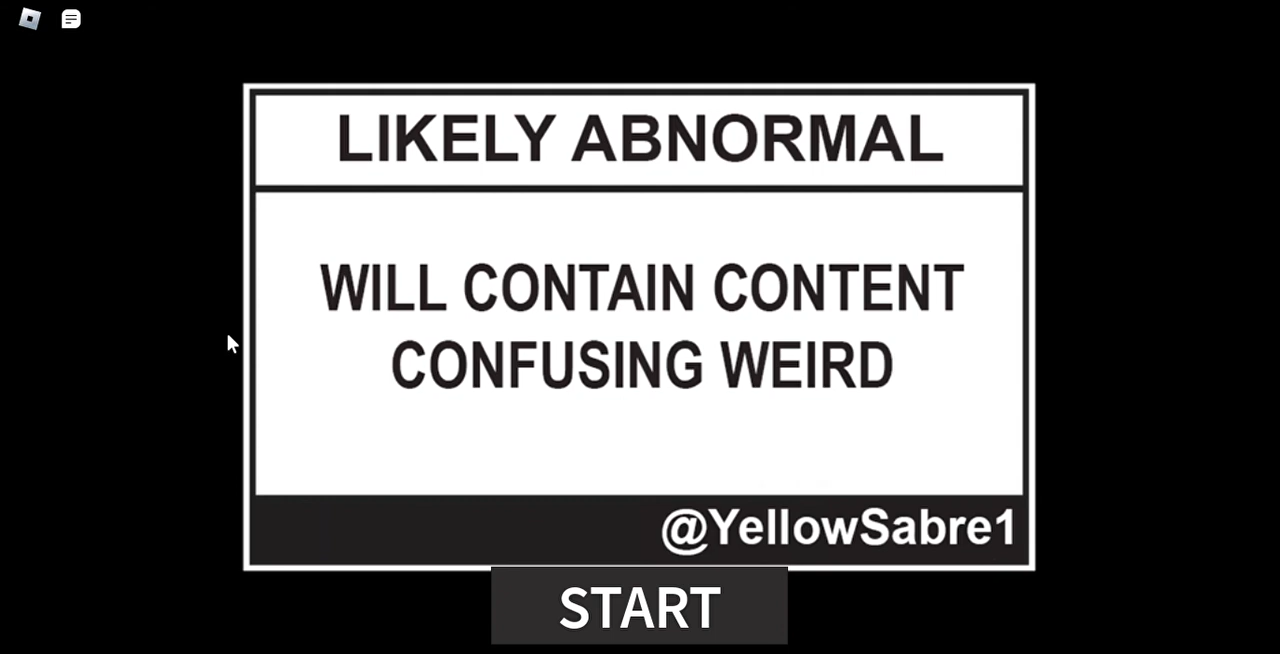 LIKELY ABNORMAL
WILL CONTAIN CONTENT
CONFUSING WEIRD
@YellowSabre1
START